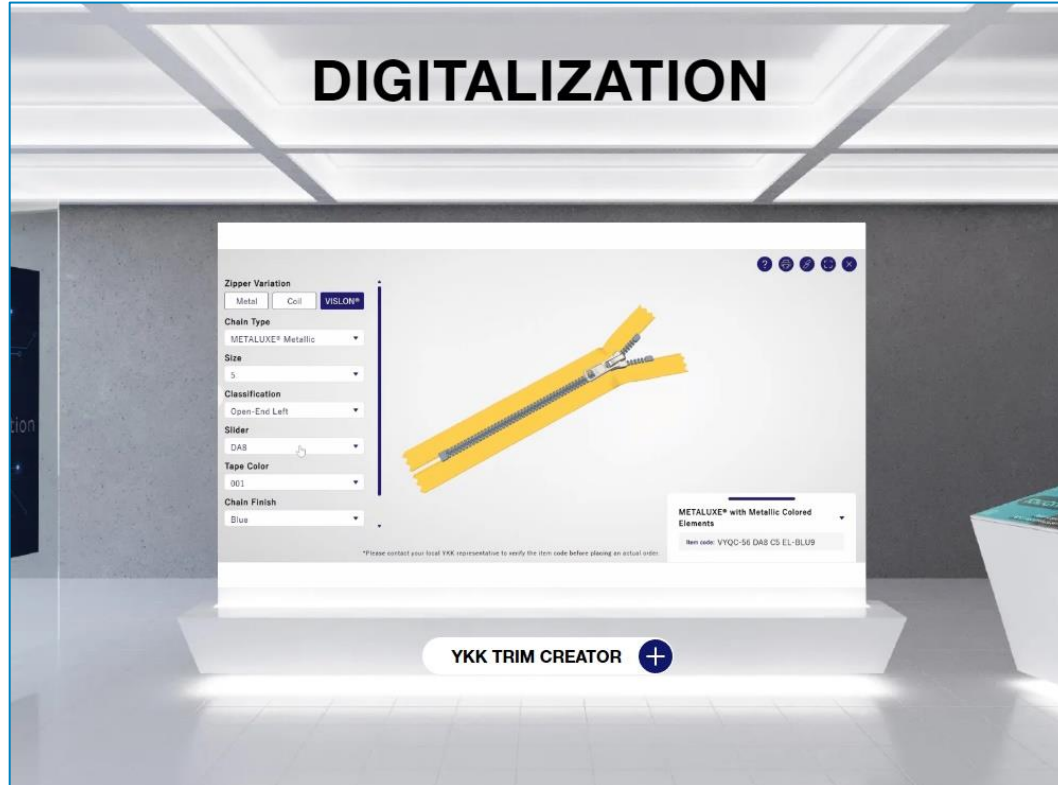 DIGITALIZATION
?
Zipper Variation
Metal Coil VISLON®
Chain Type
METALUXE® Metallic
Size
5
Classification
Open-End Left
tion
Slider
DA8
Tape Color
001
Chain Finish
Blue
METALUXE® with Metallic Colored
Elements
Item code: VYQC-56 DA8 C5 EL-BLU9
*Please contact your local YKK representative to verify the item code before placing an actual order.
YKK TRIM CREATOR +